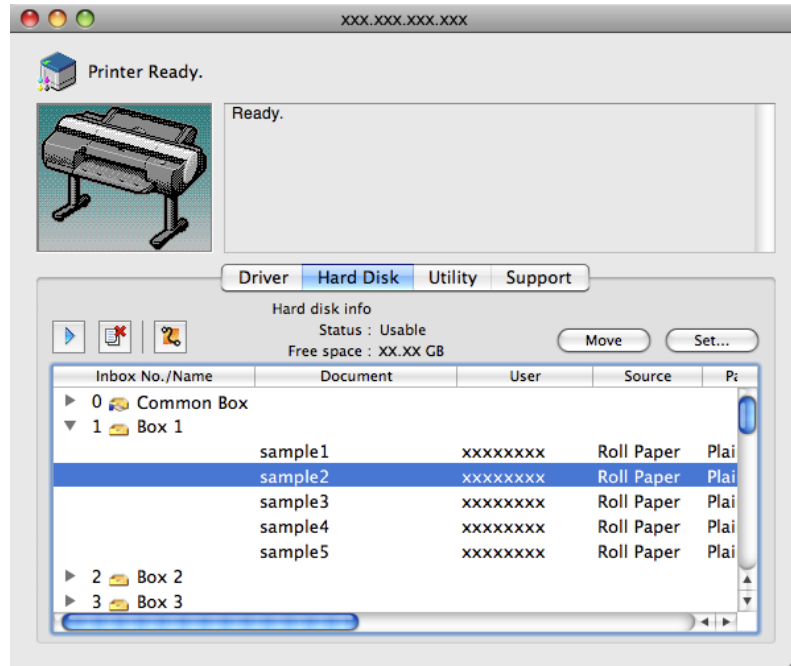 xxx.xxx.xxx.xxx
Printer Ready.
Ready.
Driver Hard Disk Utility Support
Hard disk info
Status : Usable
Free space : XX.XX GB
Move Set...
Inbox No./Name Document User Source Pa
0 Common Box
1 Box 1
sample1 xxxxxxxx Roll Paper Plai
sample2 xxxxxxxx Roll Paper Plai
sample3 xxxxxxxx Roll Paper Plai
sample4 xxxxxxxx Roll Paper Plai
sample5 xxxxxxxx Roll Paper Plai
2 Box 2
3 Box 3